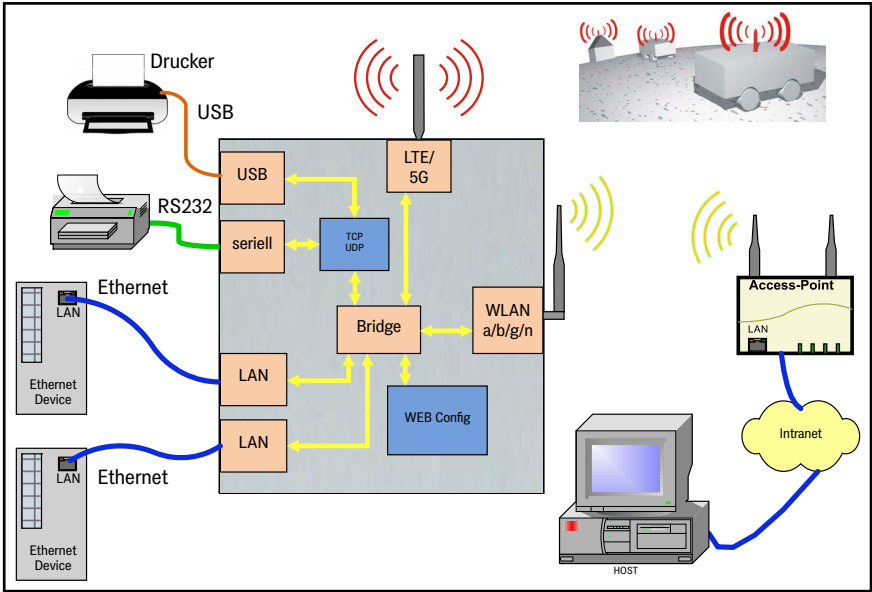 Drucker
USB
USB
LTE/
5G
RS232
seriell
TCP
UDP
Ethernet
LAN
Ethernet
Device
Bridge
WLAN
a/b/g/n
Access-Point
LAN
LAN
WEB Config
LAN
Ethernet
LAN
Ethernet
Device
Intranet
HOST